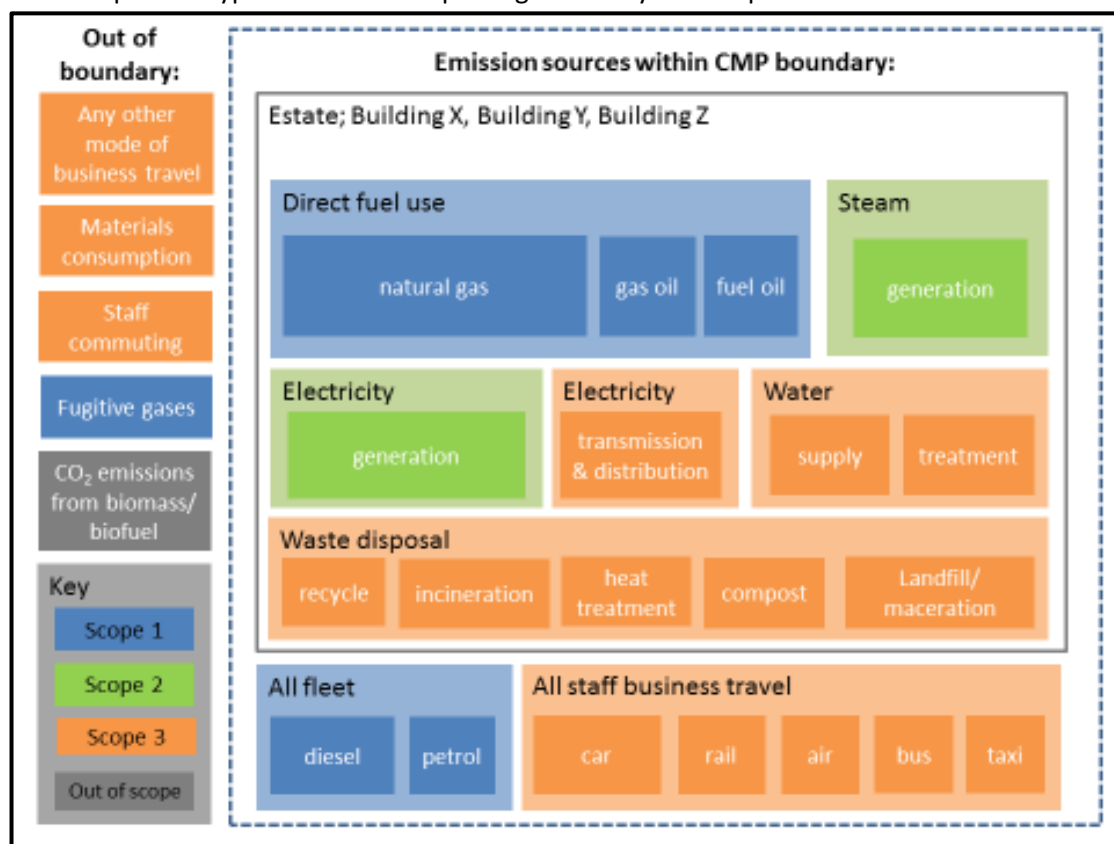 Out of
boundary:
Any other
mode of
business travel
Materials
consumption
Staff
commuting
Fugitive gases
CO₂ emissions
from biomass/
biofuel
Key
Scope 1
Scope 2
Scope 3
Out of scope
Emission sources within CMP boundary:
Estate; Building X, Building Y, Building Z
Direct fuel use
natural gas
gas oil
fuel oil
Steam
generation
Electricity
generation
Electricity
transmission
& distribution
Water
supply
treatment
Waste disposal
recycle
incineration
heat
treatment
compost
Landfill/
maceration
All fleet
diesel
petrol
All staff business travel
car
rail
air
bus
taxi